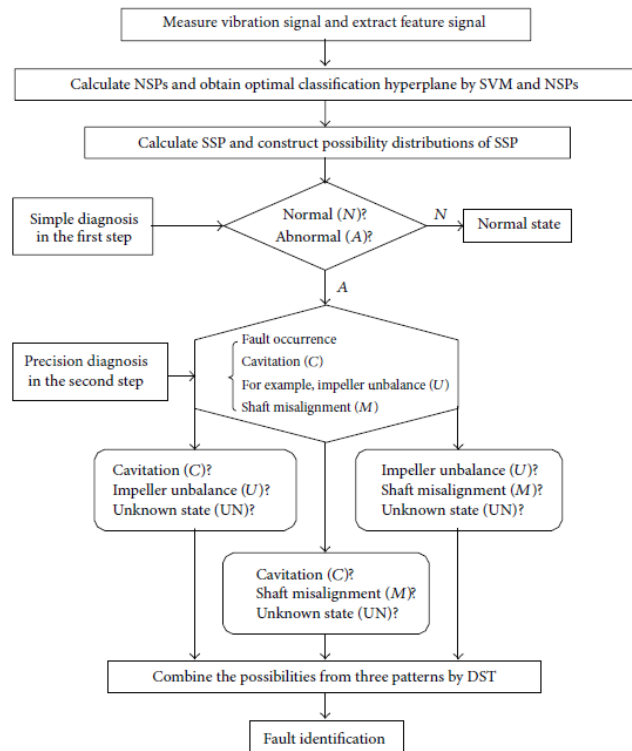 Measure vibration signal and extract feature signal
Calculate NSPs and obtain optimal classification hyperplane by SVM and NSPs
Calculate SSP and construct possibility distributions of SSP
Simple diagnosis
in the first step
Normal (N)?
Abnormal (A)?
N
Normal state
A
Precision diagnosis
in the second step
Fault occurrence
Cavitation (C)
For example, impeller unbalance (U)
Shaft misalignment (M)
Cavitation (C)?
Impeller unbalance (U)?
Unknown state (UN)?
Impeller unbalance (U)?
Shaft misalignment (M)?
Unknown state (UN)?
Cavitation (C)?
Shaft misalignment (M)?
Unknown state (UN)?
Combine the possibilities from three patterns by DST
Fault identification